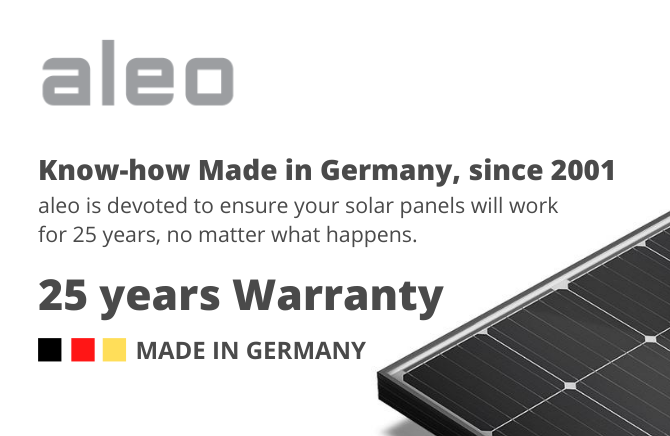 aleo
Know-how Made in Germany, since 2001
aleo is devoted to ensure your solar panels will work
for 25 years, no matter what happens.
25 years Warranty
MADE IN GERMANY